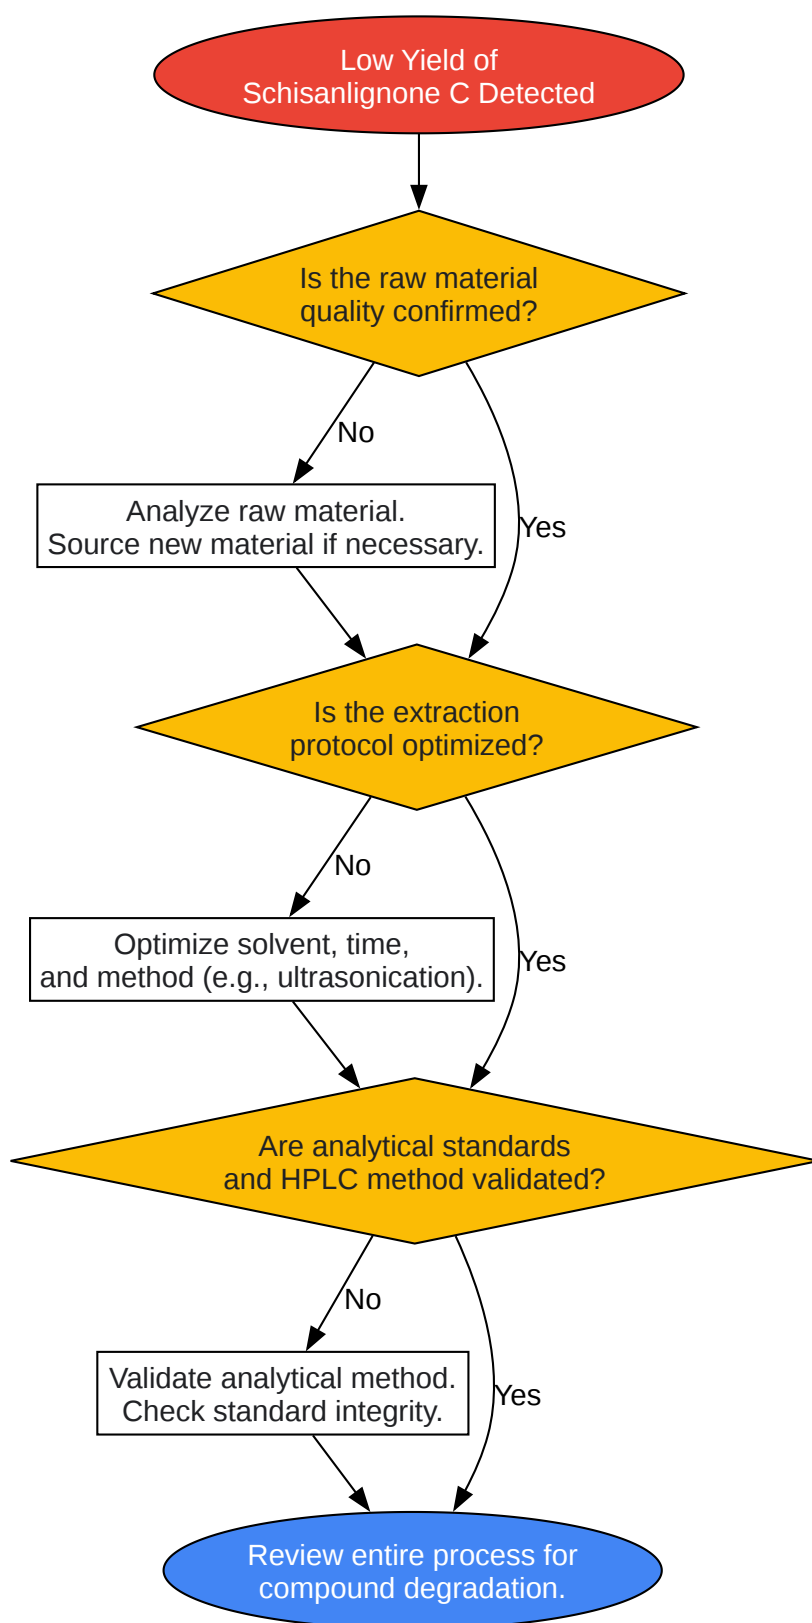 Low Yield of
Schisanlignone C Detected
Is the raw material
quality confirmed?
No
Analyze raw material.
Source new material if necessary.
Yes
Is the extraction
protocol optimized?
No
Optimize solvent, time,
and method (e.g., ultrasonication).
Yes
Are analytical standards
and HPLC method validated?
No
Validate analytical method.
Check standard integrity.
Yes
Review entire process for
compound degradation.